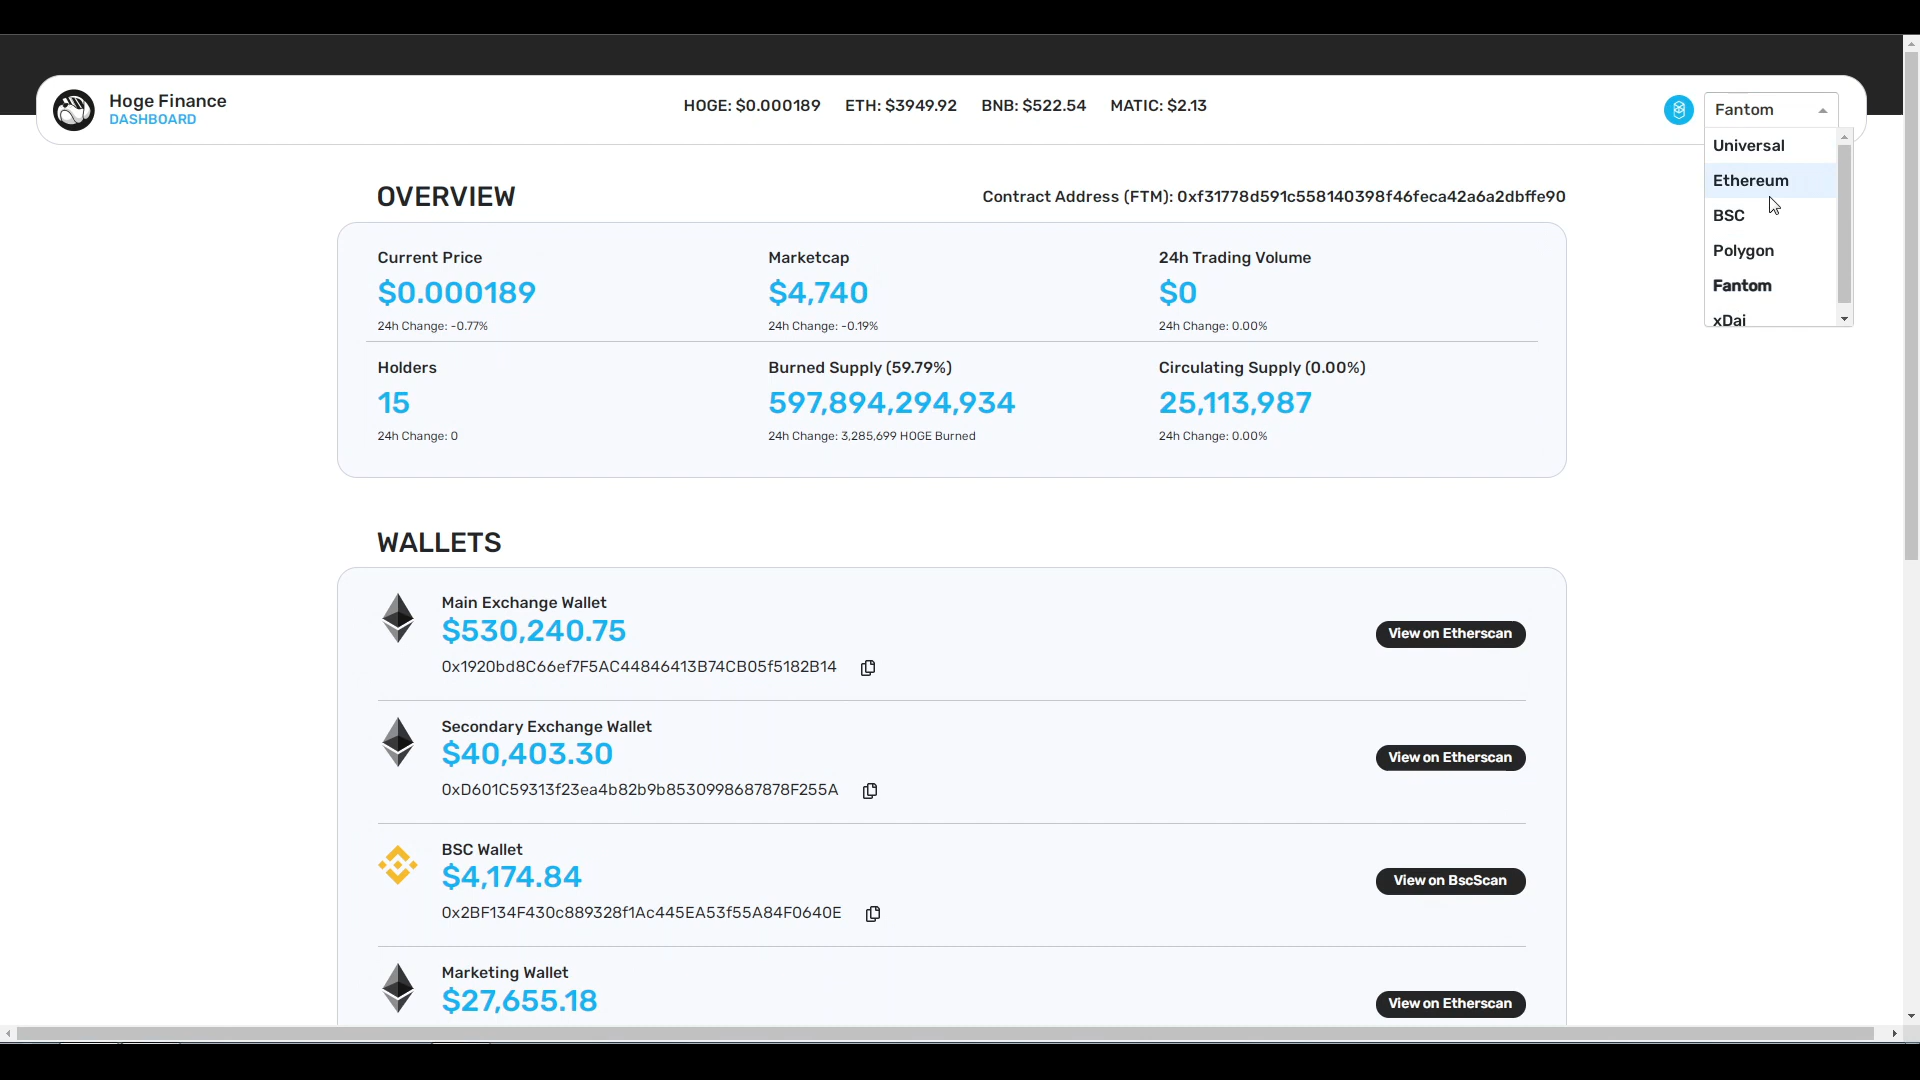 Hoge Finance
DASHBOARD
HOGE: $0.000189 ETH: $3949.92 BNB: $522.54 MATIC: $2.13
Fantom
Universal
Ethereum
BSC
Polygon
Fantom
xDai
OVERVIEW
Contract Address (FTM): 0xf31778d591c558140398f46feca42a6a2dbffe90
Current Price
$0.000189
24h Change: -0.77%
Marketcap
$4,740
24h Change: -0.19%
24h Trading Volume
$0
24h Change: 0.00%
Holders
15
24h Change: 0
Burned Supply (59.79%)
597,894,294,934
24h Change: 3,285,699 HOGE Burned
Circulating Supply (0.00%)
25,113,987
24h Change: 0.00%
WALLETS
Main Exchange Wallet
$530,240.75
0x1920bd8C66ef7F5AC44846413B74CB05f5182B14
View on Etherscan
Secondary Exchange Wallet
$40,403.30
0xD601C59313f23ea4b82b9b8530998687878F255A
View on Etherscan
BSC Wallet
$4,174.84
0x2BF134F430c889328f1Ac445EA53f55A84F0640E
View on BscScan
Marketing Wallet
$27,655.18
View on Etherscan